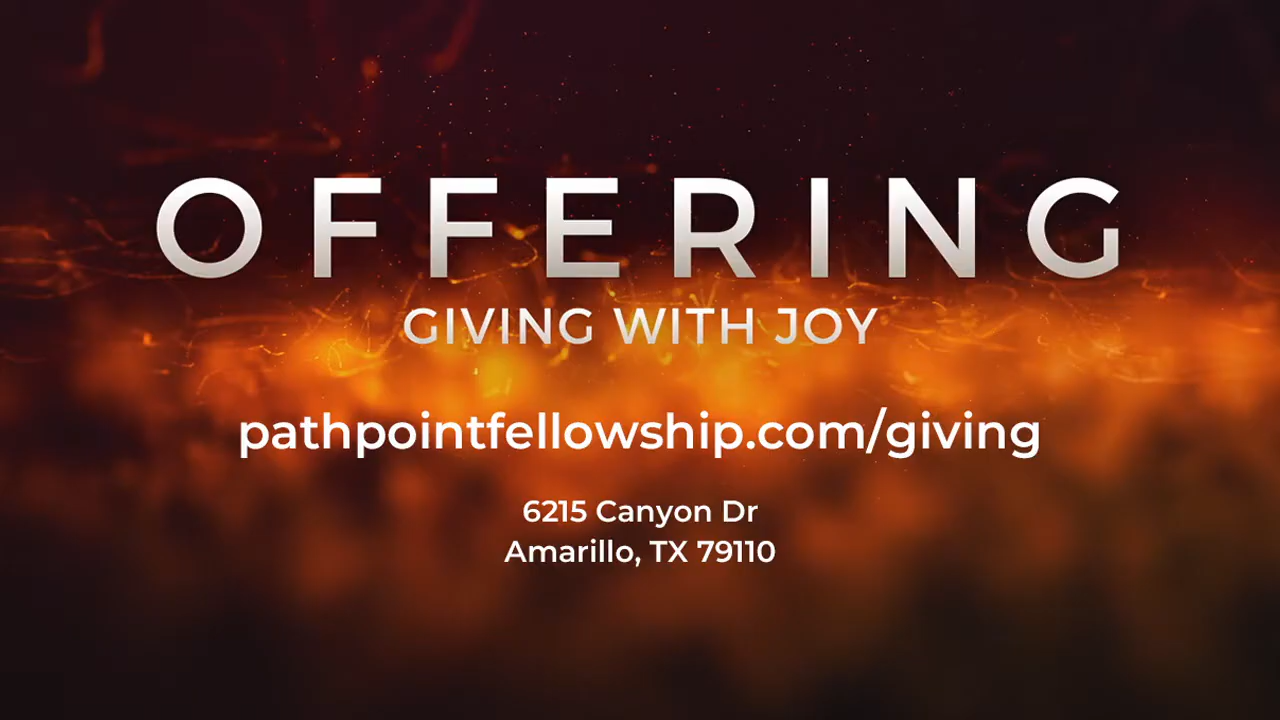 OFFERING
GIVING WITH JOY
pathpointfellowship.com/giving
6215 Canyon Dr
Amarillo, TX 79110